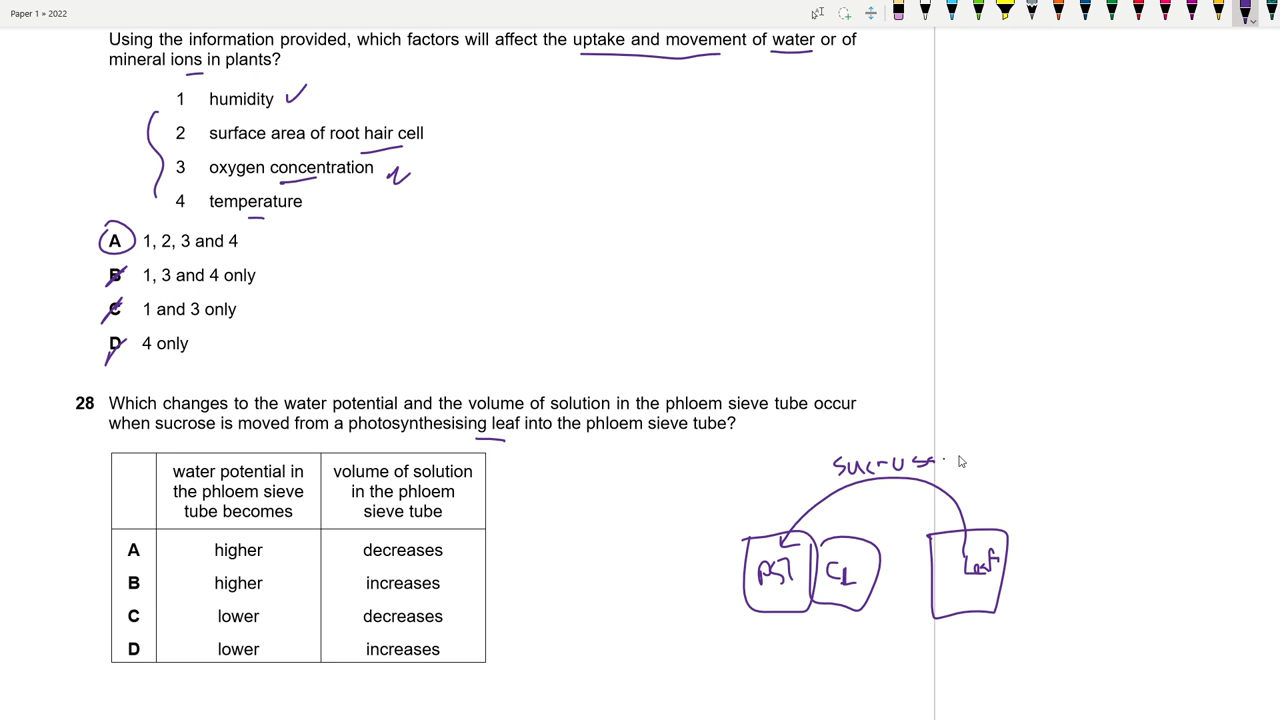 Paper 1 » 2022
Using the information provided, which factors will affect the uptake and movement of water or of
mineral ions in plants?
1 humidity
2 surface area of root hair cell
3 oxygen concentration
4 temperature
A 1, 2, 3 and 4
B 1, 3 and 4 only
C 1 and 3 only
D 4 only
28 Which changes to the water potential and the volume of solution in the phloem sieve tube occur
when sucrose is moved from a photosynthesising leaf into the phloem sieve tube?
water potential in
the phloem sieve
tube becomes
volume of solution
in the phloem
sieve tube
A higher decreases
B higher increases
C lower decreases
D lower increases
sucrose
PST
Leaf